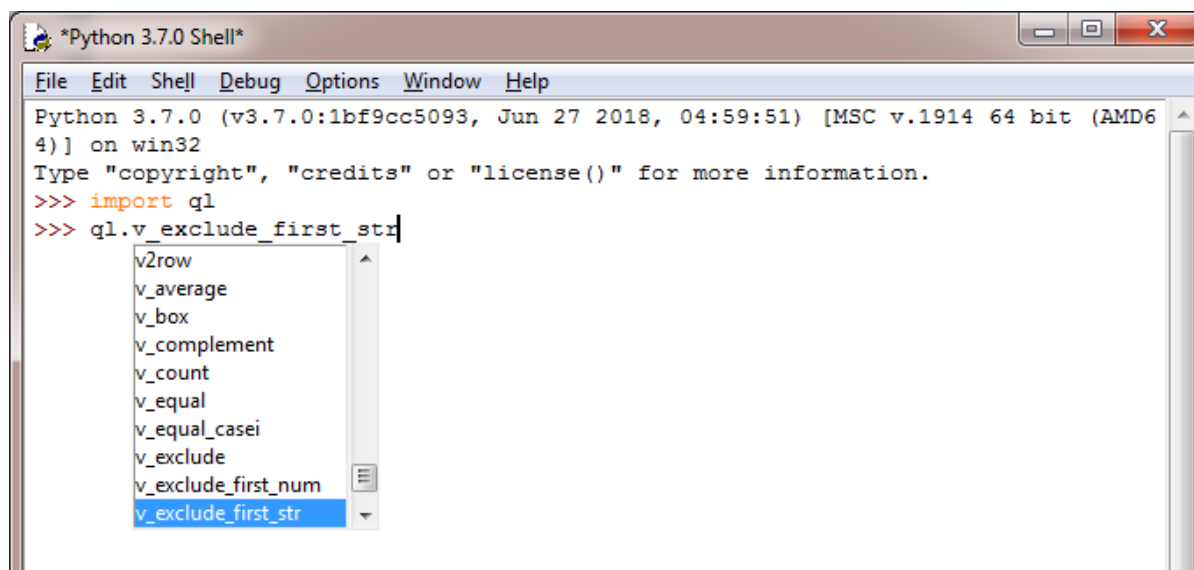 *Python 3.7.0 Shell*
File Edit Shell Debug Options Window Help
Python 3.7.0 (v3.7.0:1bf9cc5093, Jun 27 2018, 04:59:51) [MSC v.1914 64 bit (AMD6
4)] on win32
Type "copyright", "credits" or "license()" for more information.
>>> import ql
>>> ql.v_exclude_first_str
v2row
v_average
v_box
v_complement
v_count
v_equal
v_equal_casei
v_exclude
v_exclude_first_num
v_exclude_first_str